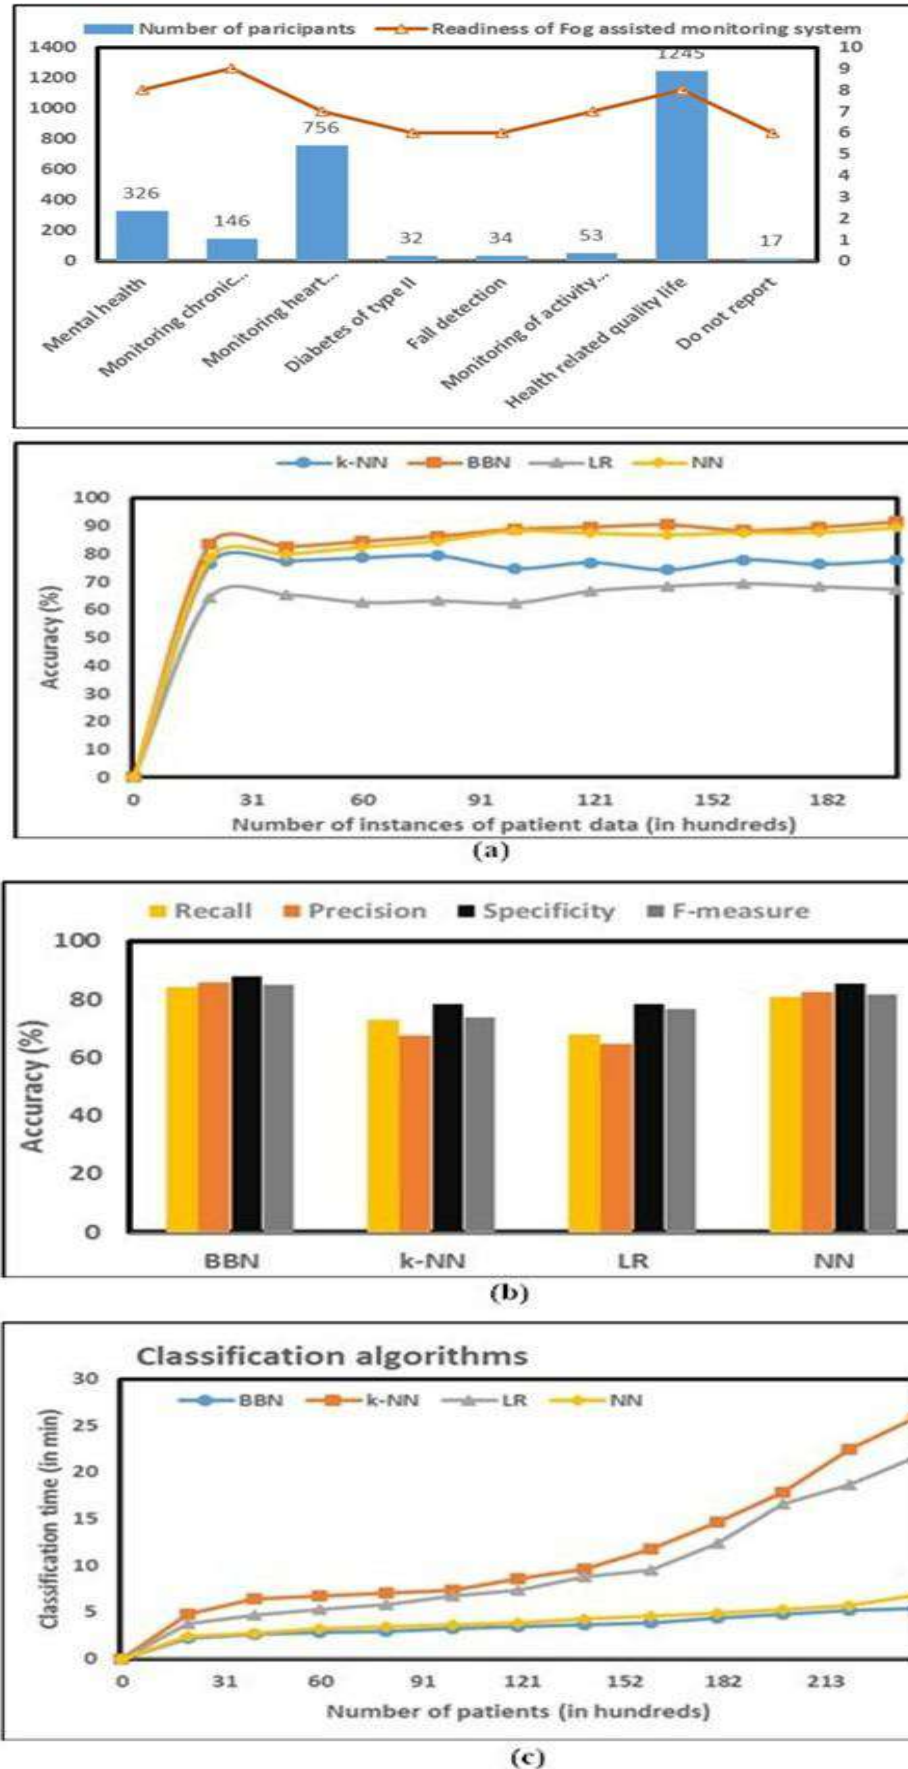 Number of paricipants Readiness of Fog assisted monitoring system
1400 10
1200 9
1000 8
800 7
600 6
400 5
200 4
0 3
2
1
0
326 146 756 32 34 53 1245 17
Mental health
Monitoring chronic...
Monitoring heart...
Diabetes of type II
Fall detection
Monitoring of activity...
Health related quality life
Do not report
k-NN BBN LR NN
Accuracy (%)
100
90
80
70
60
50
40
30
20
10
0
0 31 60 91 121 152 182
Number of instances of patient data (in hundreds)
(a)
Recall Precision Specificity F-measure
Accuracy (%)
100
80
60
40
20
0
BBN k-NN LR NN
(b)
Classification algorithms
BBN k-NN LR NN
Classification time (in min)
30
25
20
15
10
5
0
0 31 60 91 121 152 182 213
Number of patients (in hundreds)
(c)